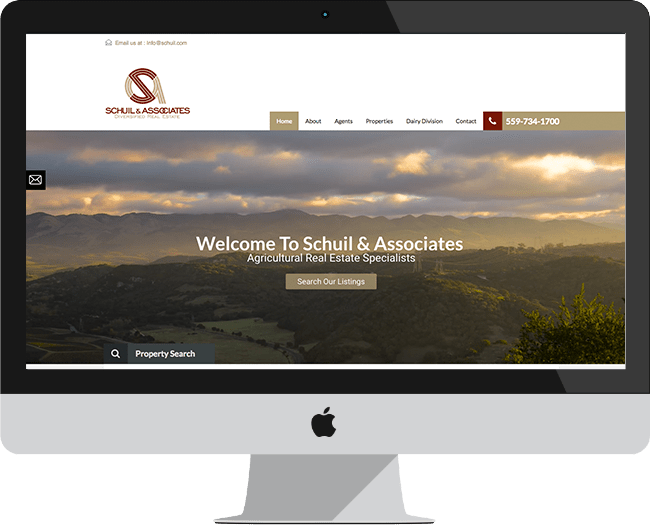 Email us at : info@schuil.com
SCHUIL & ASSOCIATES
DIVERSIFIED REAL ESTATE
Home About Agents Properties Dairy Division Contact 559-734-1700
Welcome To Schuil & Associates
Agricultural Real Estate Specialists
Search Our Listings
Property Search